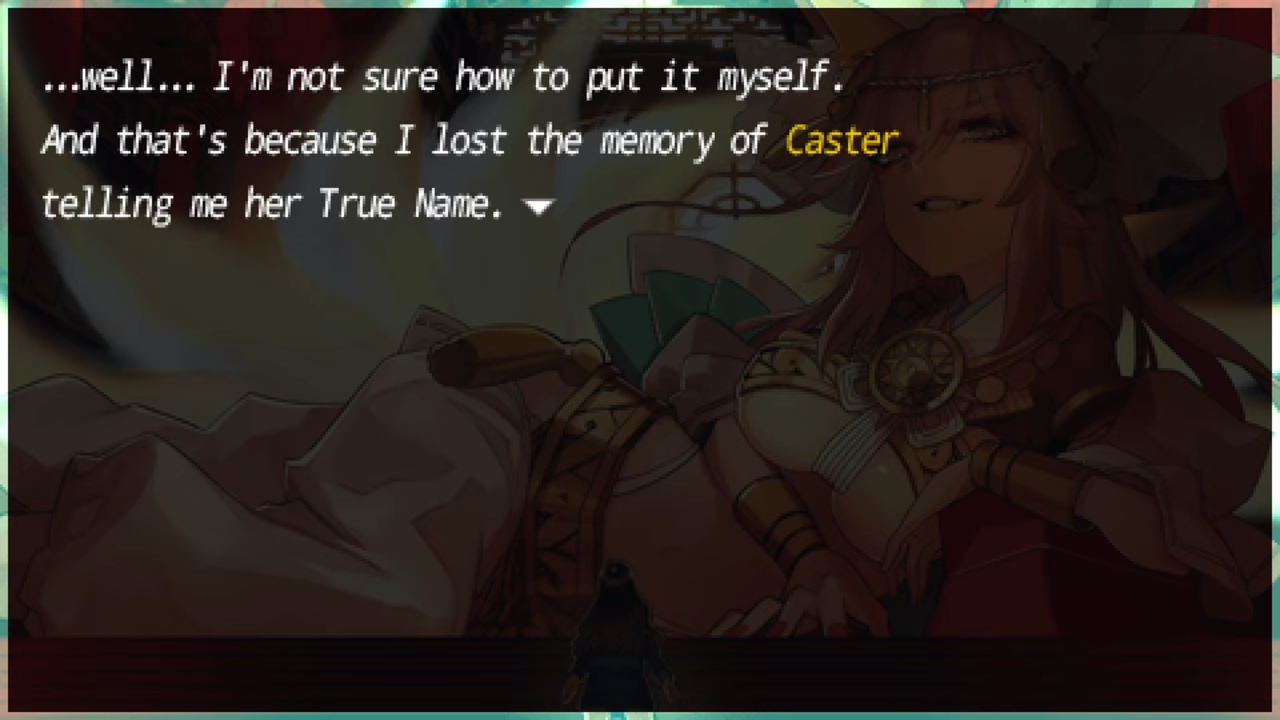 ...well... I'm not sure how to put it myself.
And that's because I lost the memory of Caster
telling me her True Name.